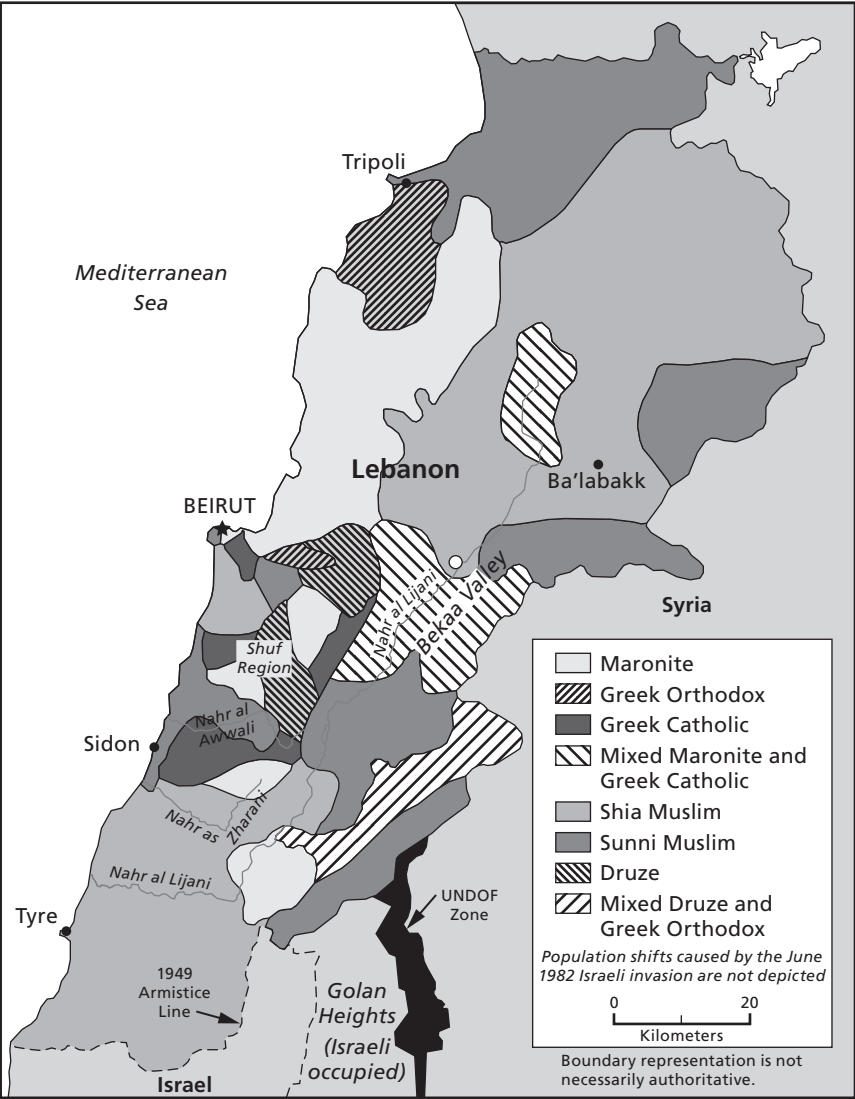 Tripoli
Mediterranean
Sea
Lebanon
Ba'labakk
BEIRUT
Nahr al Lijani
Bekaa Valley
Syria
Shuf
Region
Nahr al
Awwali
Sidon
Nahr as
Zharani
Nahr al Lijani
Tyre
UNDOF
Zone
1949
Armistice
Line
Golan
Heights
(Israeli
occupied)
Israel
Maronite
Greek Orthodox
Greek Catholic
Mixed Maronite and
Greek Catholic
Shia Muslim
Sunni Muslim
Druze
Mixed Druze and
Greek Orthodox
Population shifts caused by the June
1982 Israeli invasion are not depicted
0 20
Kilometers
Boundary representation is not
necessarily authoritative.